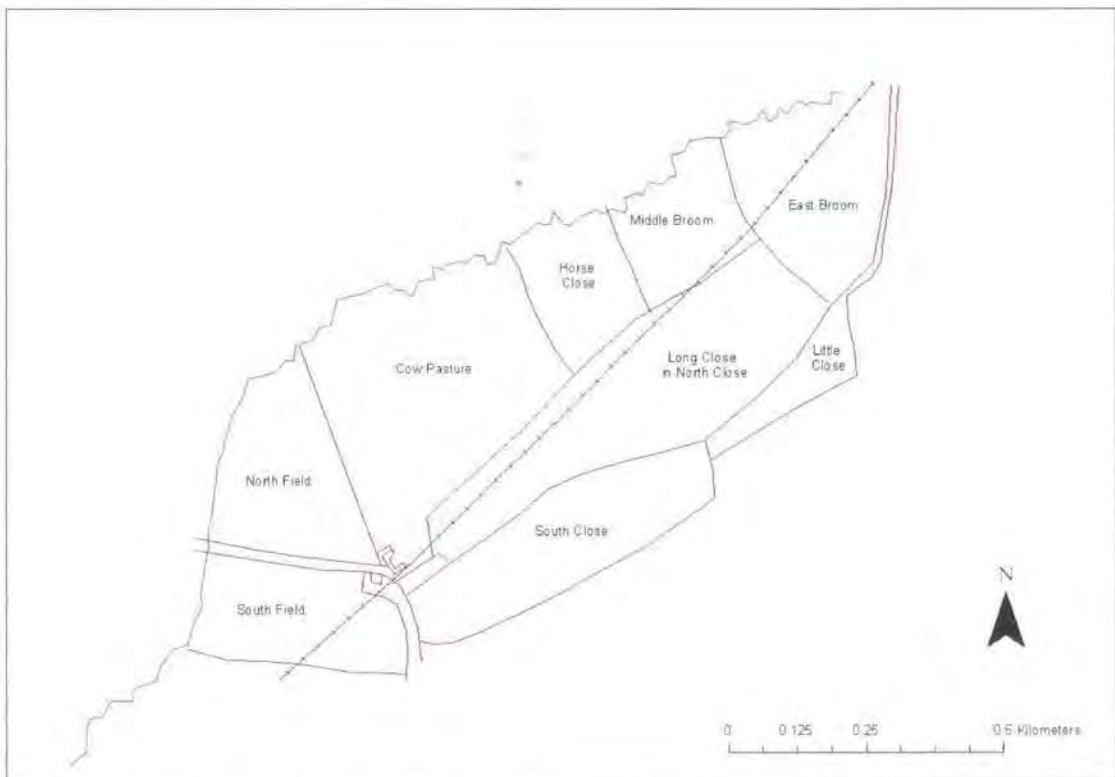 East Broom
Middle Broom
Horse
Close
Long Close
in North Close
Little
Close
Cow Pasture
North Field
South Close
South Field
N
0 0.125 0.25 0.5 Kilometers